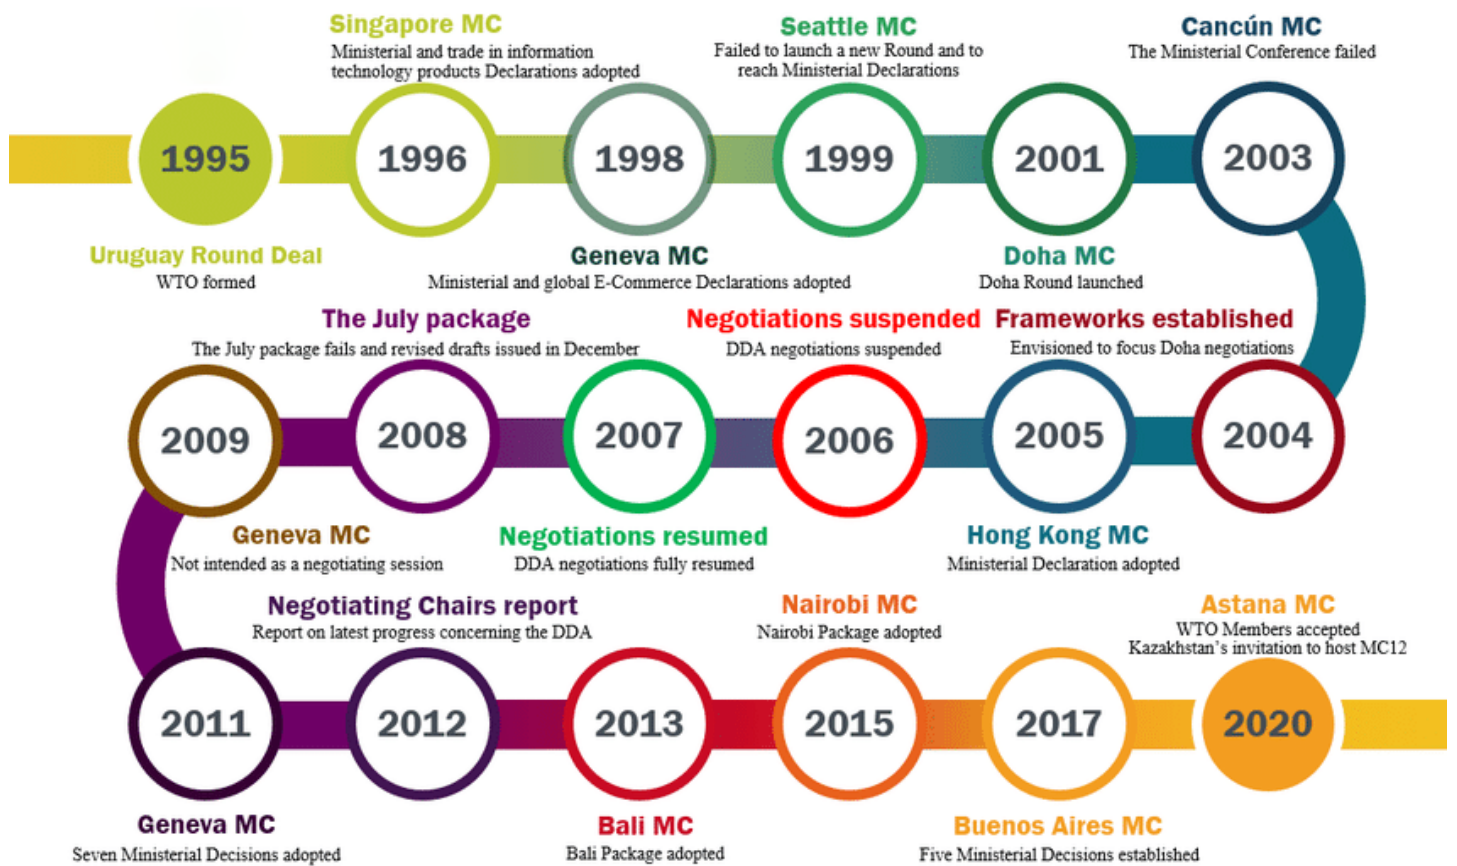 Singapore MC
Ministerial and trade in information
technology products Declarations adopted
Seattle MC
Failed to launch a new Round and to
reach Ministerial Declarations
Cancún MC
The Ministerial Conference failed
1995
1996
1998
1999
2001
2003
Uruguay Round Deal
WTO formed
Geneva MC
Ministerial and global E-Commerce Declarations adopted
Doha MC
Doha Round launched
The July package
The July package fails and revised drafts issued in December
Negotiations suspended
DDA negotiations suspended
Frameworks established
Envisioned to focus Doha negotiations
2009
2008
2007
2006
2005
2004
Geneva MC
Not intended as a negotiating session
Negotiations resumed
DDA negotiations fully resumed
Hong Kong MC
Ministerial Declaration adopted
Negotiating Chairs report
Report on latest progress concerning the DDA
Nairobi MC
Nairobi Package adopted
Astana MC
WTO Members accepted
Kazakhstan's invitation to host MC12
2011
2012
2013
2015
2017
2020
Geneva MC
Seven Ministerial Decisions adopted
Bali MC
Bali Package adopted
Buenos Aires MC
Five Ministerial Decisions established